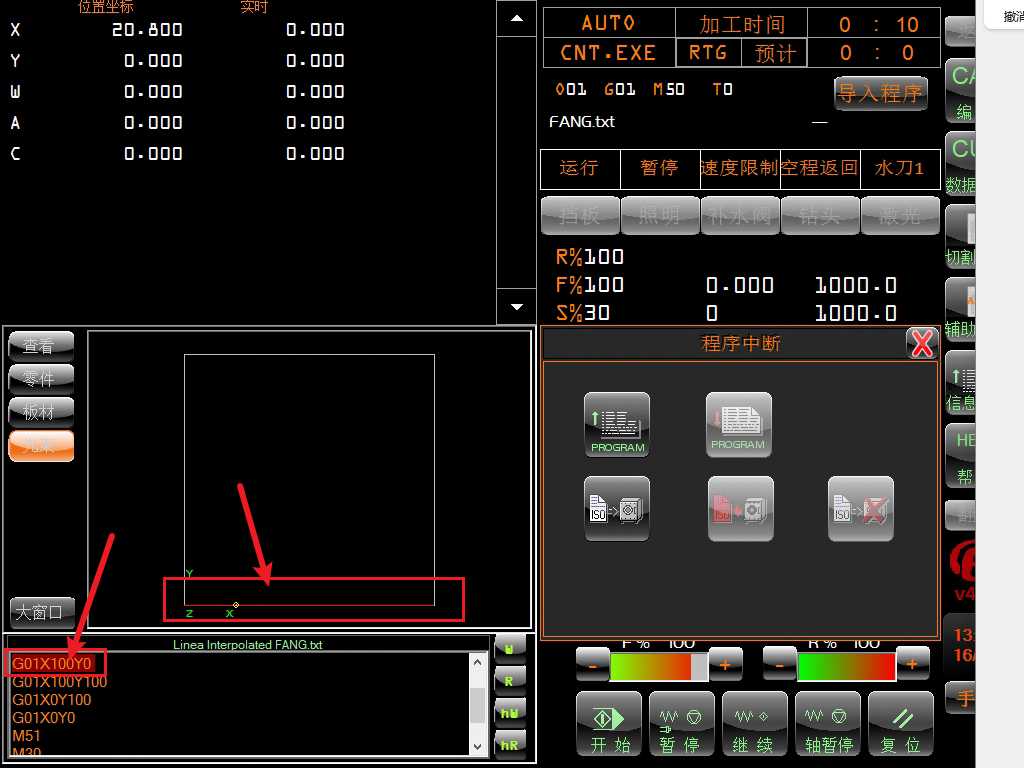 位置坐标 实时
X 20.800 0.000
Y 0.000 0.000
W 0.000 0.000
A 0.000 0.000
C 0.000 0.000
AUTO 加工时间 0 : 10
CNT.EXE RTG 预计 0 : 0
O01 G01 M50 T0 导入程序
FANG.txt
运行 暂停 速度限制 空程返回 水刀1
挡板 照明 补水阀 钻头 激光
R%100
F%100 0.000 1000.0
S%30 0 1000.0
程序中断
PROGRAM PROGRAM
ISO ISO ISO
查看
零件
板材
光束
大窗口
Y
Z X
Linea Interpolated FANG.txt
G01X100Y0
G01X100Y100
G01X0Y100
G01X0Y0
M51
M30
W
R
hW
hR
F% 100 R% 100
- + - +
开始 暂停 继续 轴暂停 复位
撤消
返
CA
编
CU
数据
切割
辅助
信息
HE
帮
翻
v4
13:
16/
手